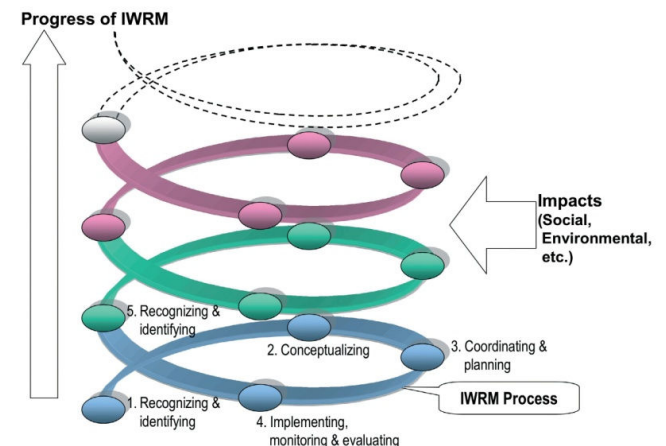 Progress of IWRM
Impacts
(Social,
Environmental,
etc.)
5. Recognizing &
identifying
2. Conceptualizing
3. Coordinating &
planning
1. Recognizing &
identifying
IWRM Process
4. Implementing,
monitoring & evaluating